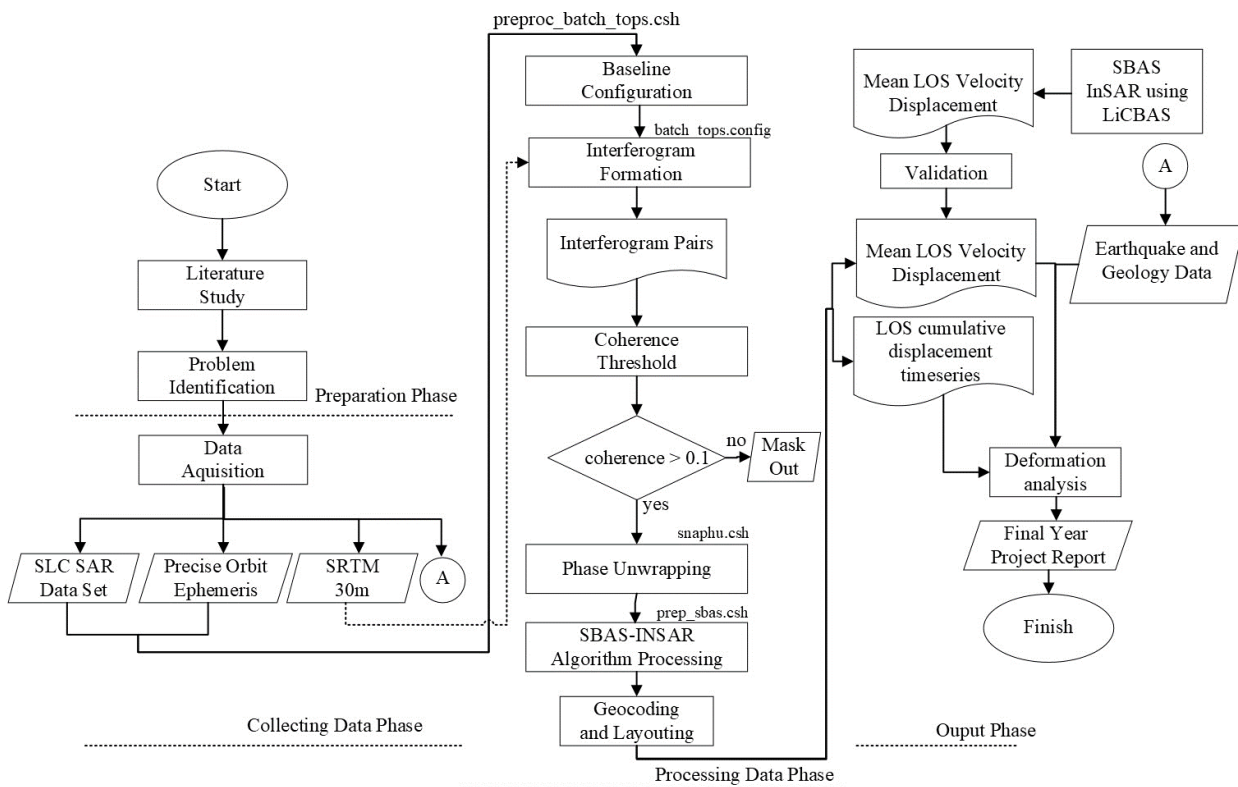 Start
Literature
Study
Problem
Identification
Preparation Phase
Data
Aquisition
SLC SAR
Data Set
Precise Orbit
Ephemeris
SRTM
30m
A
Collecting Data Phase
preproc_batch_tops.csh
Baseline
Configuration
batch_tops.config
Interferogram
Formation
Interferogram Pairs
Coherence
Threshold
coherence > 0.1
no
Mask
Out
yes
snaphu.csh
Phase Unwrapping
prep_sbas.csh
SBAS-INSAR
Algorithm Processing
Geocoding
and Layouting
Processing Data Phase
Mean LOS Velocity
Displacement
SBAS
InSAR using
LiCBAS
Validation
A
Mean LOS Velocity
Displacement
Earthquake and
Geology Data
LOS cumulative
displacement
timeseries
Deformation
analysis
Final Year
Project Report
Finish
Ouput Phase